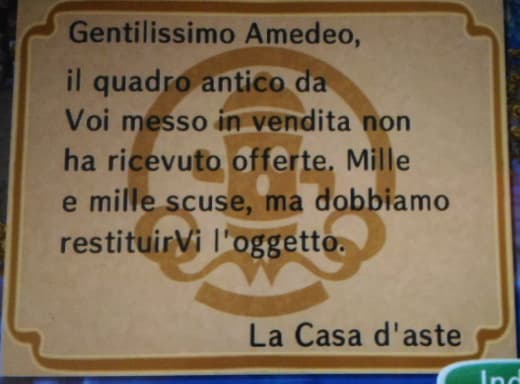 Gentilissimo Amedeo,
il quadro antico da
Voi messo in vendita non
ha ricevuto offerte. Mille
e mille scuse, ma dobbiamo
restituirVi l'oggetto.
La Casa d'aste